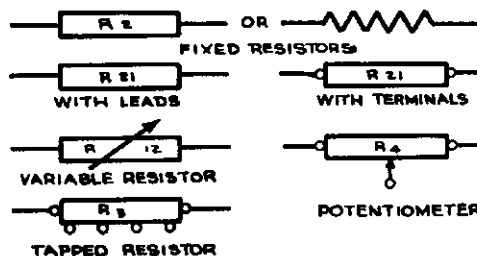 R 2 OR
FIXED RESISTORS
R 21 R 21
WITH LEADS WITH TERMINALS
R 12 R 4
VARIABLE RESISTOR
R 3 POTENTIOMETER
TAPPED RESISTOR